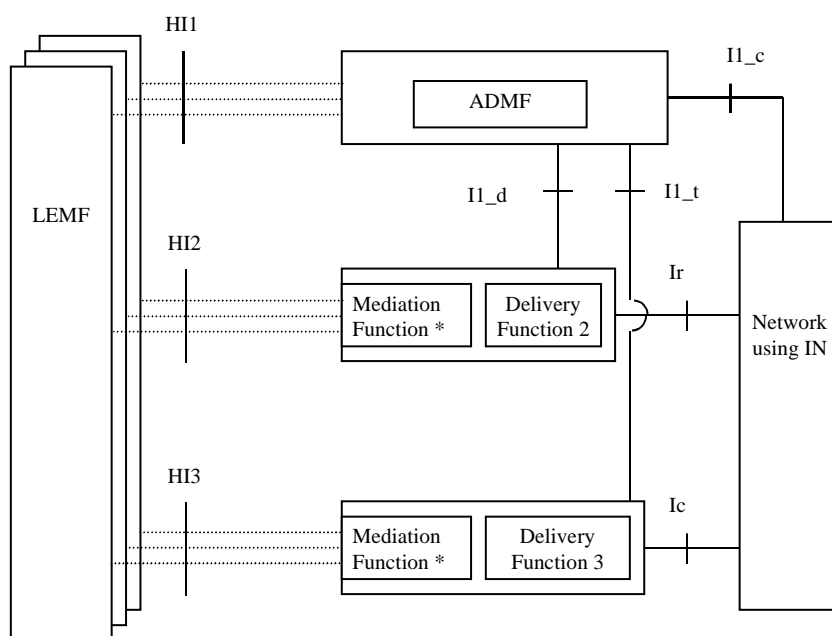 HI1
I1_c
ADMF
I1_d
I1_t
LEMF
HI2
Ir
Mediation
Function *
Delivery
Function 2
Network
using IN
HI3
Ic
Mediation
Function *
Delivery
Function 3